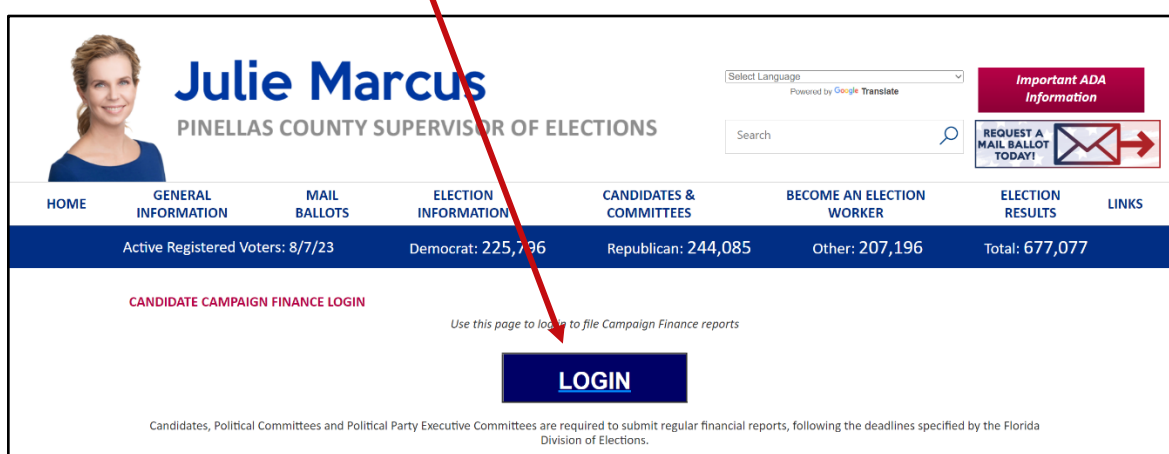 Julie Marcus
PINELLAS COUNTY SUPERVISOR OF ELECTIONS
Select Language
Powered by Google Translate
Search
Important ADA
Information
REQUEST A
MAIL BALLOT
TODAY!
HOME
GENERAL
INFORMATION
MAIL
BALLOTS
ELECTION
INFORMATION
CANDIDATES &
COMMITTEES
BECOME AN ELECTION
WORKER
ELECTION
RESULTS
LINKS
Active Registered Voters: 8/7/23 Democrat: 225,796 Republican: 244,085 Other: 207,196 Total: 677,077
CANDIDATE CAMPAIGN FINANCE LOGIN
Use this page to log in to file Campaign Finance reports
LOGIN
Candidates, Political Committees and Political Party Executive Committees are required to submit regular financial reports, following the deadlines specified by the Florida
Division of Elections.